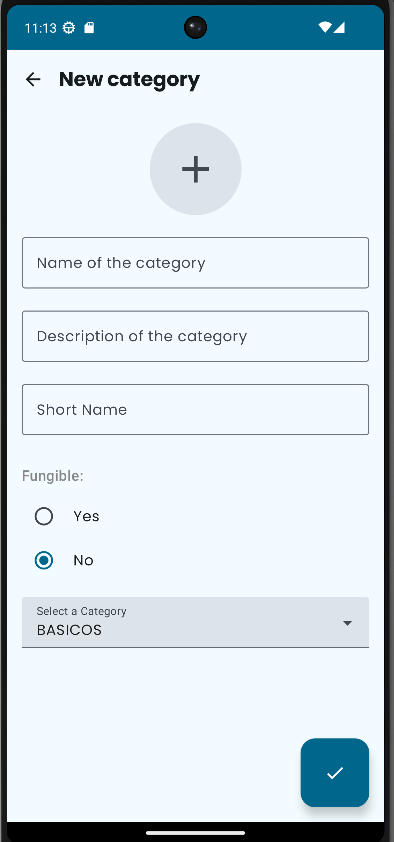 11:13
New category
Name of the category
Description of the category
Short Name
Fungible:
Yes
No
Select a Category
BASICOS